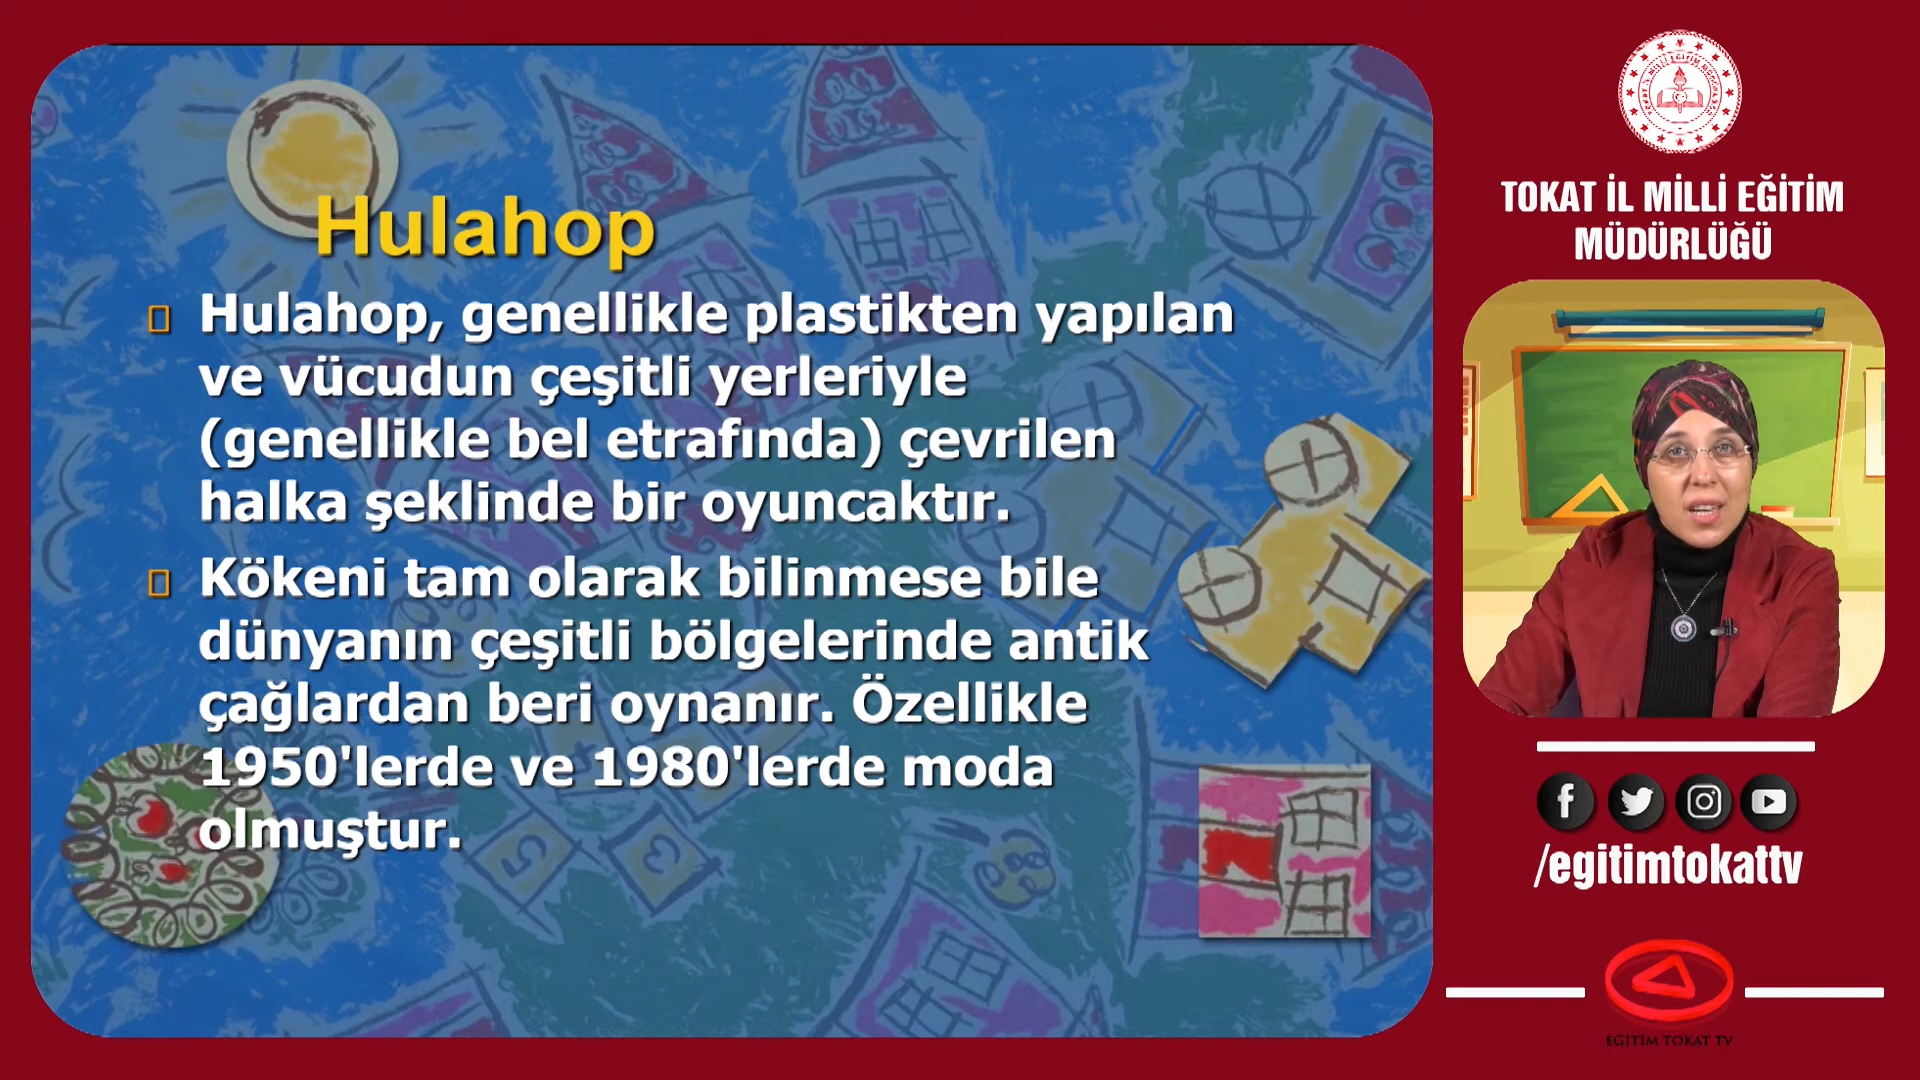 Hulahop
Hulahop, genellikle plastikten yapılan
ve vücudun çeşitli yerleriyle
(genellikle bel etrafında) çevrilen
halka şeklinde bir oyuncaktır.
Kökeni tam olarak bilinmese bile
dünyanın çeşitli bölgelerinde antik
çağlardan beri oynanır. Özellikle
1950'lerde ve 1980'lerde moda
olmuştur.
5
3
TOKAT İL MİLLİ EĞİTİM
MÜDÜRLÜĞÜ
/egitimtokattv
EĞİTİM TOKAT TV